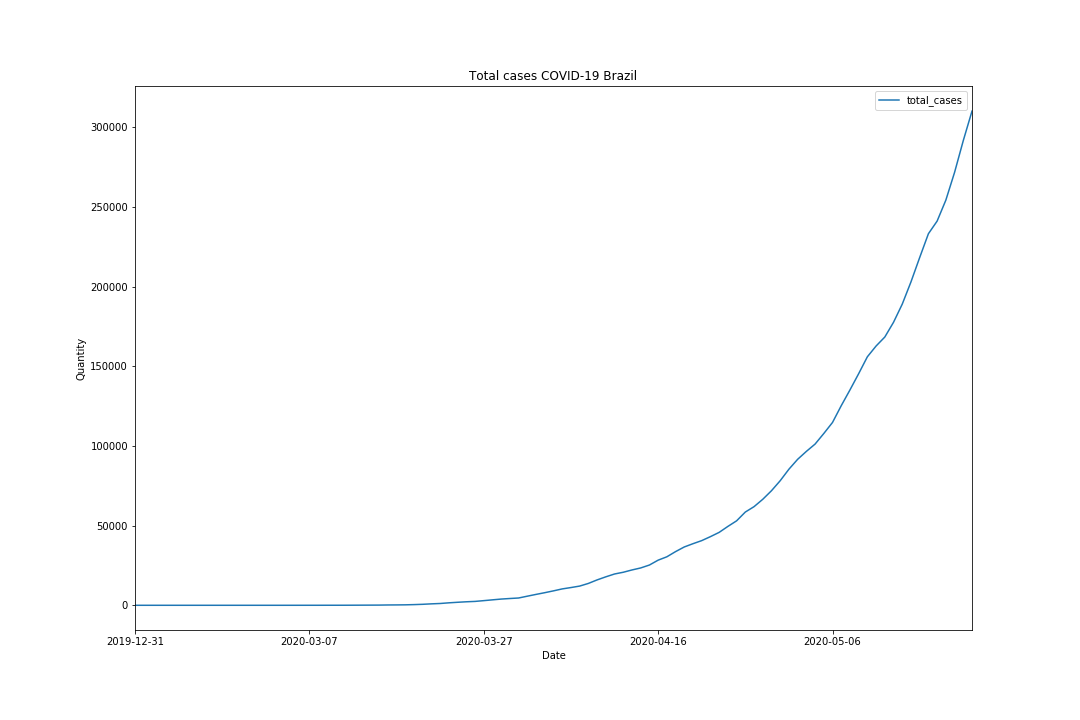 Total cases COVID-19 Brazil
total_cases
300000
250000
200000
150000
100000
50000
0
Quantity
2019-12-31 2020-03-07 2020-03-27 2020-04-16 2020-05-06
Date